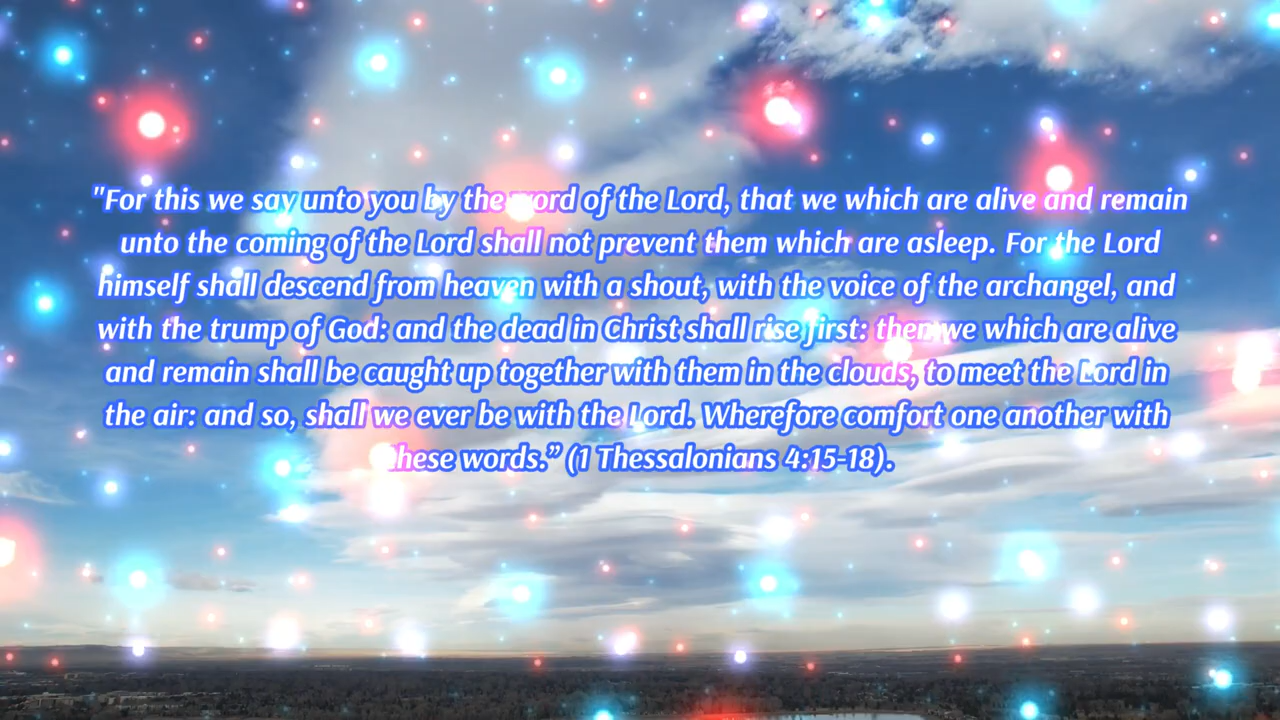 "For this we say unto you by the word of the Lord, that we which are alive and remain
unto the coming of the Lord shall not prevent them which are asleep. For the Lord
himself shall descend from heaven with a shout, with the voice of the archangel, and
with the trump of God: and the dead in Christ shall rise first: then we which are alive
and remain shall be caught up together with them in the clouds, to meet the Lord in
the air: and so, shall we ever be with the Lord. Wherefore comfort one another with
these words.” (1 Thessalonians 4:15-18).